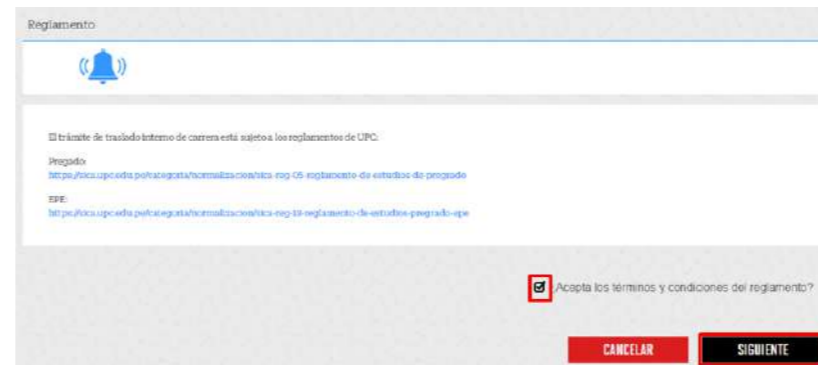 Reglamento
El trámite de traslado interno de carrera está sujeto a los reglamentos de UPC:
Pregado:
https://sica.upc.edu.pe/categoria/normalizacion/sica-reg-05-reglamento-de-estudios-de-pregrado
EPE:
https://sica.upc.edu.pe/categoria/normalizacion/sica-reg-19-reglamento-de-estudios-pregrado-epe
¿Acepta los términos y condiciones del reglamento?
CANCELAR
SIGUIENTE